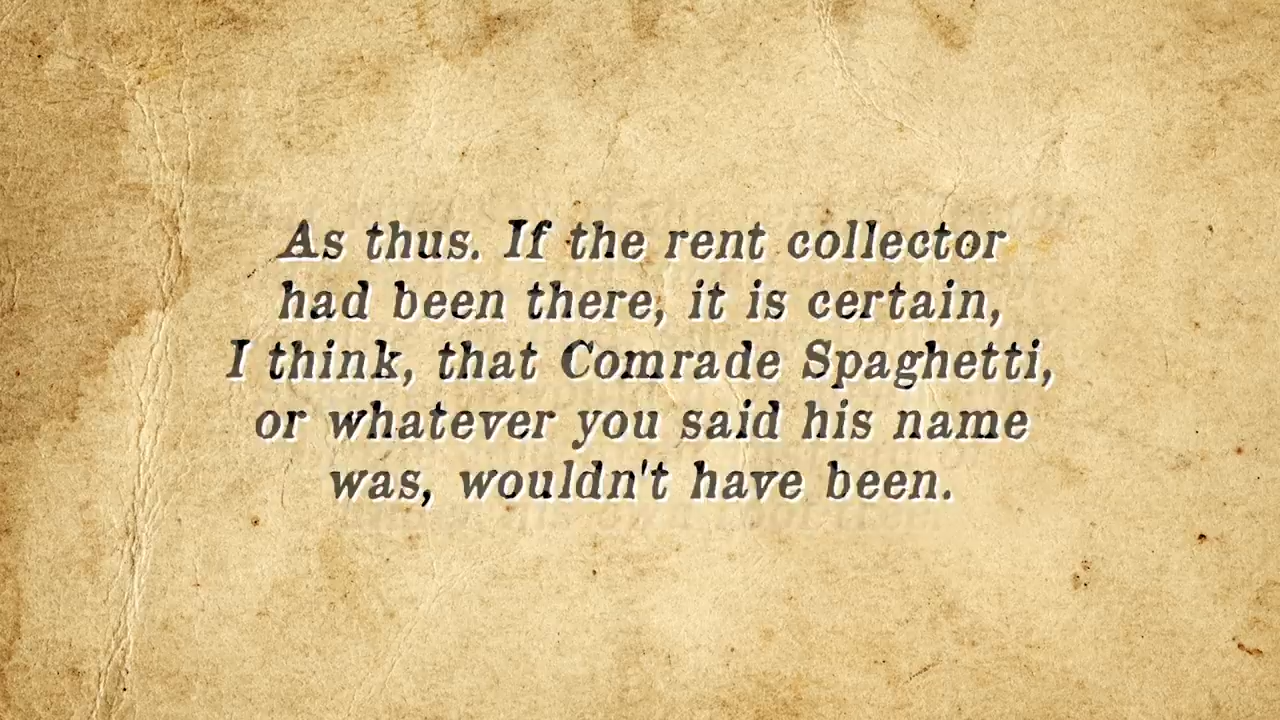 As thus. If the rent collector
had been there, it is certain,
I think, that Comrade Spaghetti,
or whatever you said his name
was, wouldn't have been.